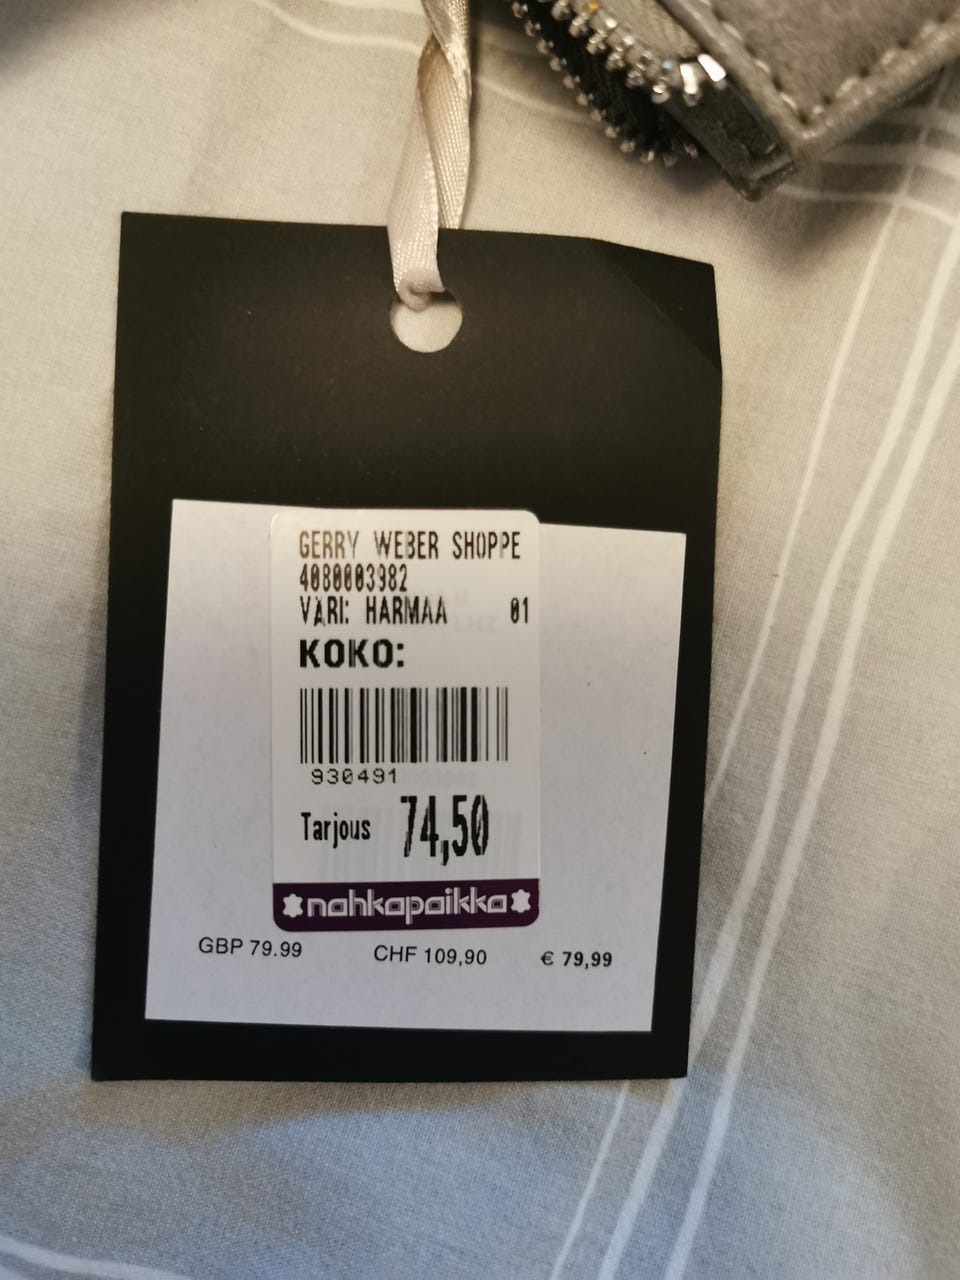 GERRY WEBER SHOPPE
4080003982
VÄRI: HARMAA 01
KOKO:
930491
Tarjous 74,50
nahkapaikka
GBP 79.99 CHF 109,90 € 79,99